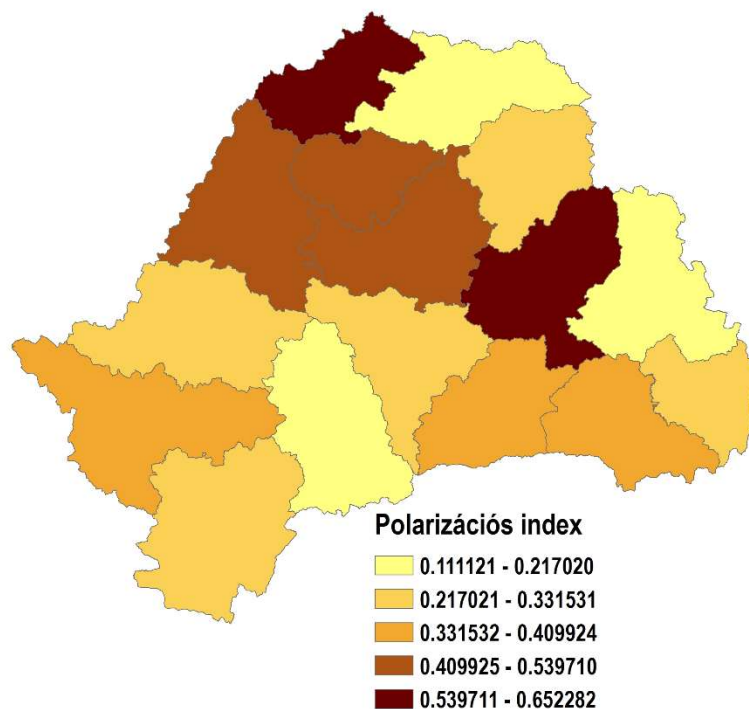 Polarizációs index
0.111121 - 0.217020
0.217021 - 0.331531
0.331532 - 0.409924
0.409925 - 0.539710
0.539711 - 0.652282